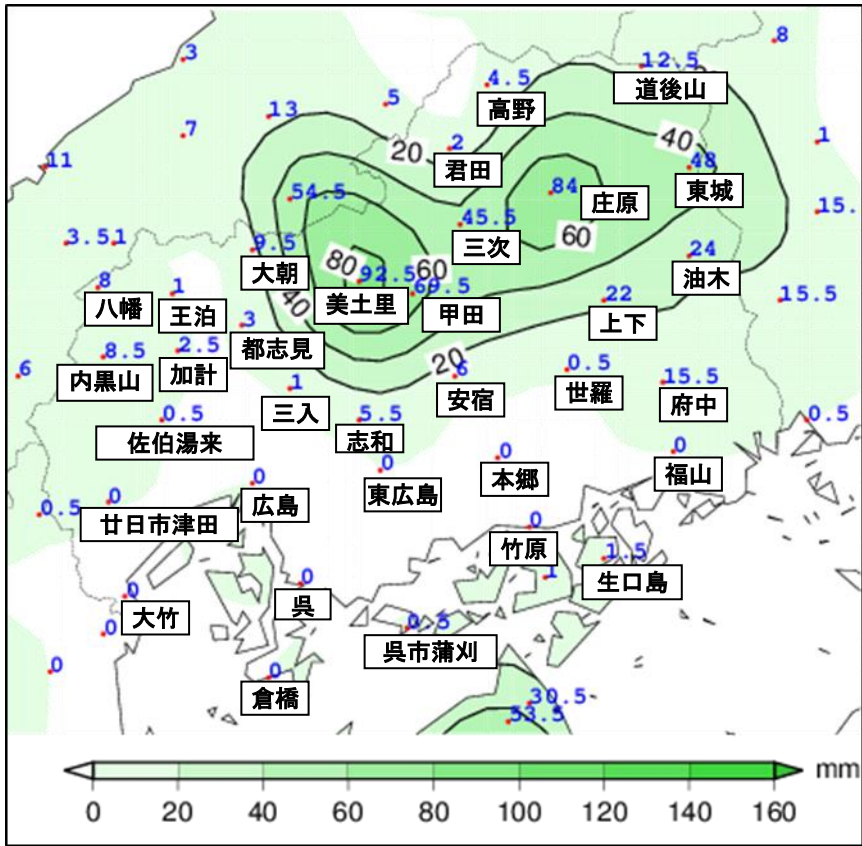 8
3
12.5
道後山
4.5
高野
5
13
7
20
40
1
2
君田
11
48
東城
54.5
84
庄原
15.
45.5
三次
60
3.5
1
9.5
大朝
24
油木
80
60
92.5
69.5
美土里
甲田
8
八幡
1
王泊
40
22
上下
15.5
3
都志見
2.5
加計
8.5
内黒山
20
6
6
安宿
0.5
世羅
15.5
府中
1
三入
0.5
佐伯湯来
5.5
志和
0.5
0
東広島
0
本郷
0
福山
0
広島
0.5
0
廿日市津田
0
竹原
1.5
生口島
1
0
大竹
0
呉
0
0.5
呉市蒲刈
0
0
倉橋
30.5
53.5
mm
0 20 40 60 80 100 120 140 160